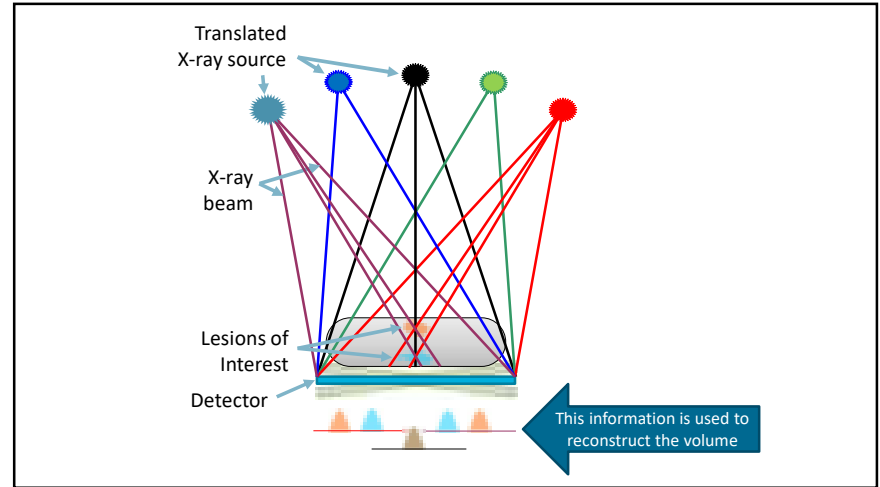 Translated
X-ray source
X-ray
beam
Lesions of
Interest
Detector
This information is used to
reconstruct the volume